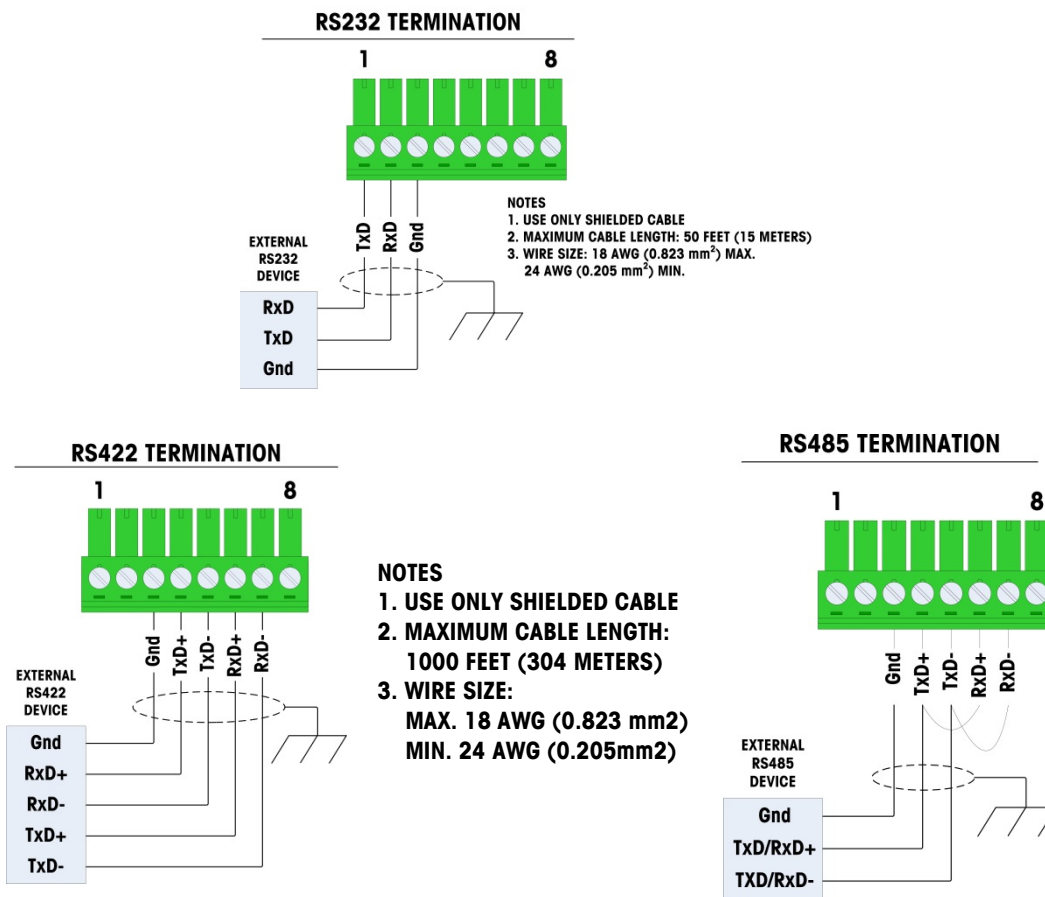 RS232 TERMINATION
1 8
TxD
RxD
Gnd
NOTES
1. USE ONLY SHIELDED CABLE
2. MAXIMUM CABLE LENGTH: 50 FEET (15 METERS)
3. WIRE SIZE: 18 AWG (0.823 mm²) MAX.
24 AWG (0.205 mm²) MIN.
EXTERNAL
RS232
DEVICE
RxD
TxD
Gnd
RS422 TERMINATION
1 8
Gnd
TxD+
TxD-
RxD+
RxD-
EXTERNAL
RS422
DEVICE
Gnd
RxD+
RxD-
TxD+
TxD-
NOTES
1. USE ONLY SHIELDED CABLE
2. MAXIMUM CABLE LENGTH:
1000 FEET (304 METERS)
3. WIRE SIZE:
MAX. 18 AWG (0.823 mm2)
MIN. 24 AWG (0.205mm2)
RS485 TERMINATION
1 8
Gnd
TxD+
TxD-
RxD+
RxD-
EXTERNAL
RS485
DEVICE
Gnd
TxD/RxD+
TXD/RxD-